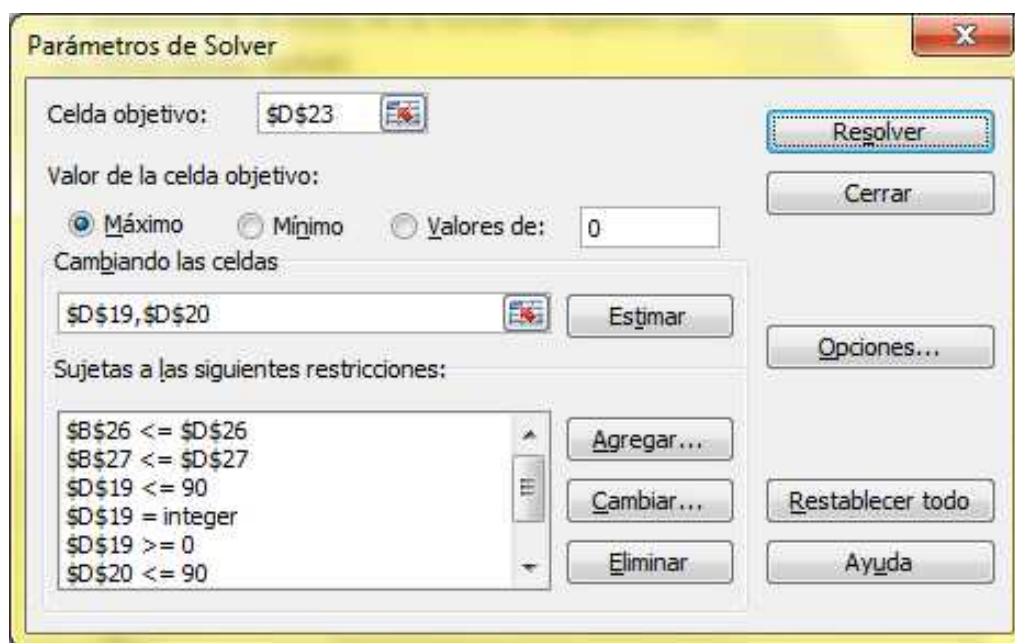 Parámetros de Solver
Celda objetivo: $D$23
Resolver
Valor de la celda objetivo:
Cerrar
Máximo Mínimo Valores de: 0
Cambiando las celdas
$D$19,$D$20 Estimar
Opciones...
Sujetas a las siguientes restricciones:
$B$26 <= $D$26
$B$27 <= $D$27
$D$19 <= 90
$D$19 = integer
$D$19 >= 0
$D$20 <= 90
Agregar...
Cambiar...
Eliminar
Restablecer todo
Ayuda